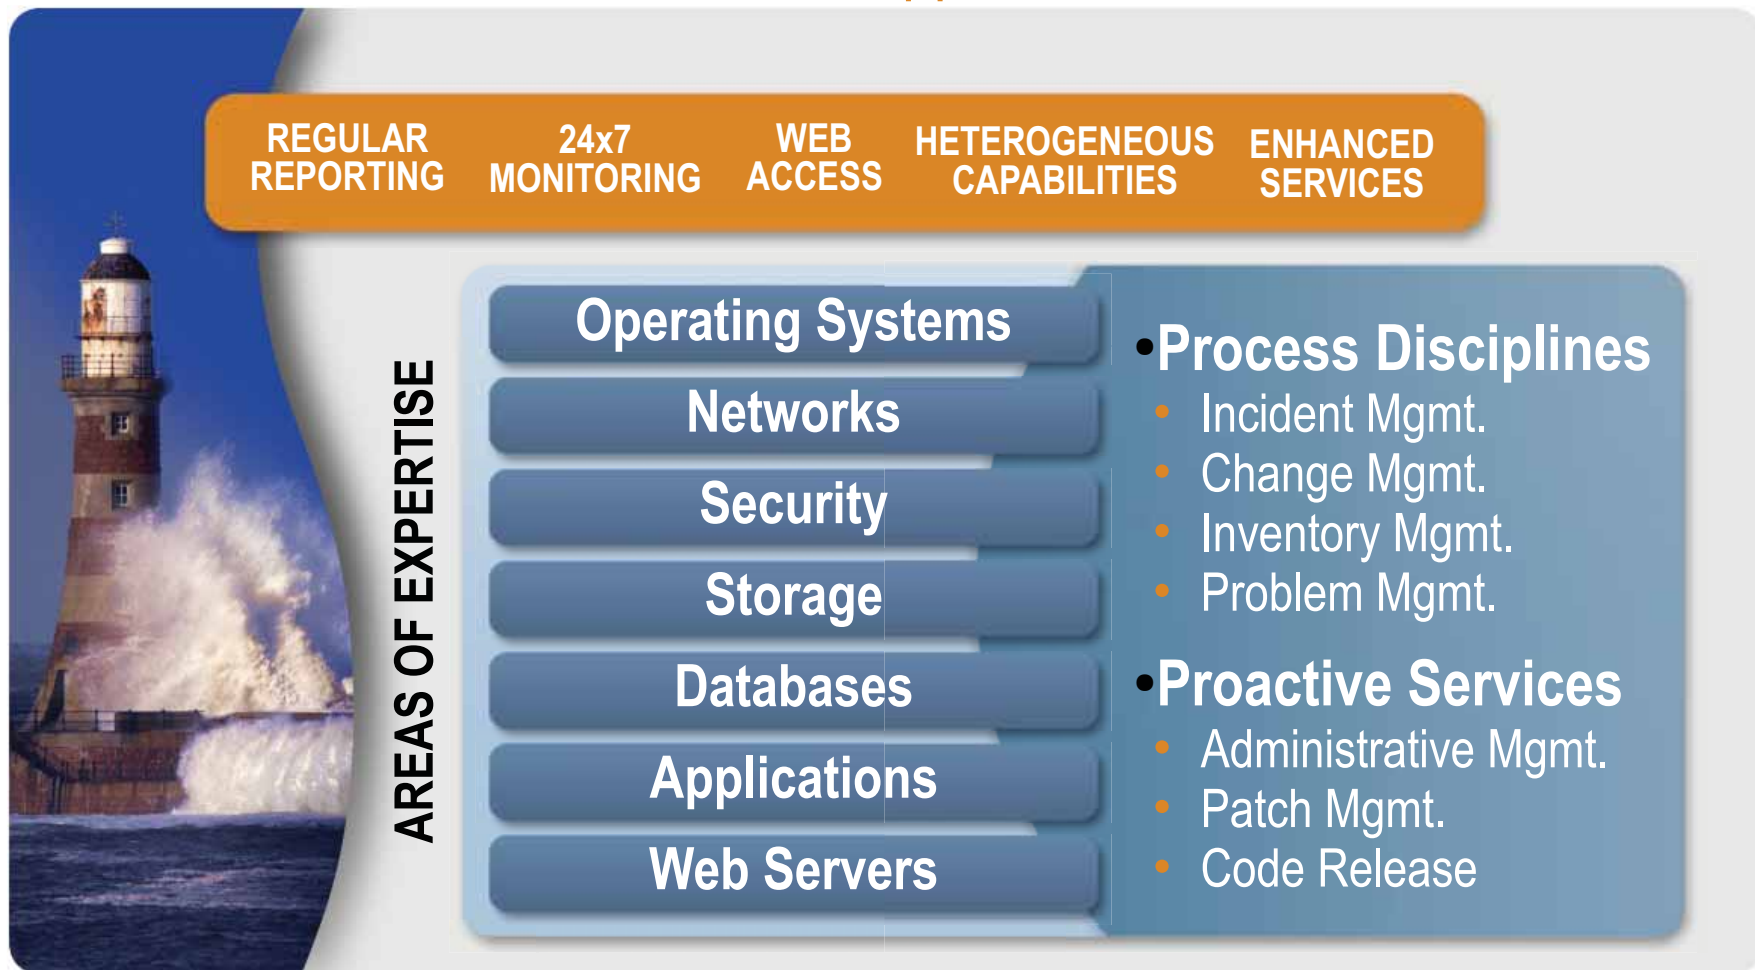 REGULAR
REPORTING
24x7
MONITORING
WEB
ACCESS
HETEROGENEOUS
CAPABILITIES
ENHANCED
SERVICES
AREAS OF EXPERTISE
Operating Systems
Networks
Security
Storage
Databases
Applications
Web Servers
•Process Disciplines
• Incident Mgmt.
• Change Mgmt.
• Inventory Mgmt.
• Problem Mgmt.
•Proactive Services
• Administrative Mgmt.
• Patch Mgmt.
• Code Release